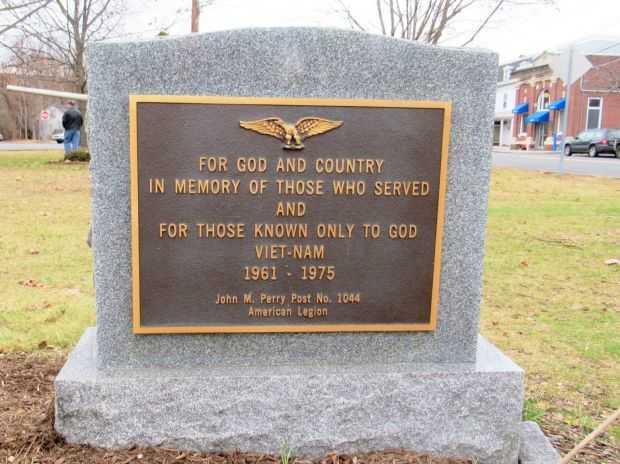 FOR GOD AND COUNTRY
IN MEMORY OF THOSE WHO SERVED
AND
FOR THOSE KNOWN ONLY TO GOD
VIET-NAM
1961 - 1975
John M. Perry Post No. 1044
American Legion